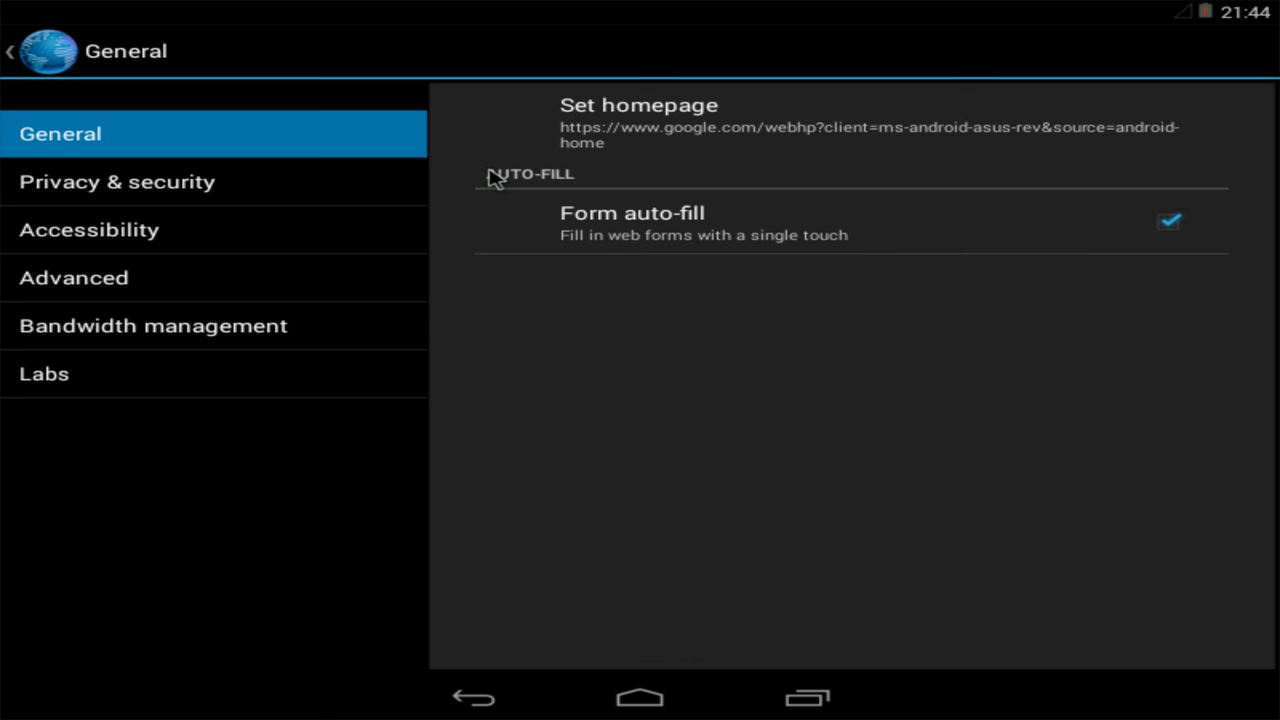 21:44
General
General
Privacy & security
Accessibility
Advanced
Bandwidth management
Labs
Set homepage
https://www.google.com/webhp?client=ms-android-asus-rev&source=android-
home
AUTO-FILL
Form auto-fill
Fill in web forms with a single touch